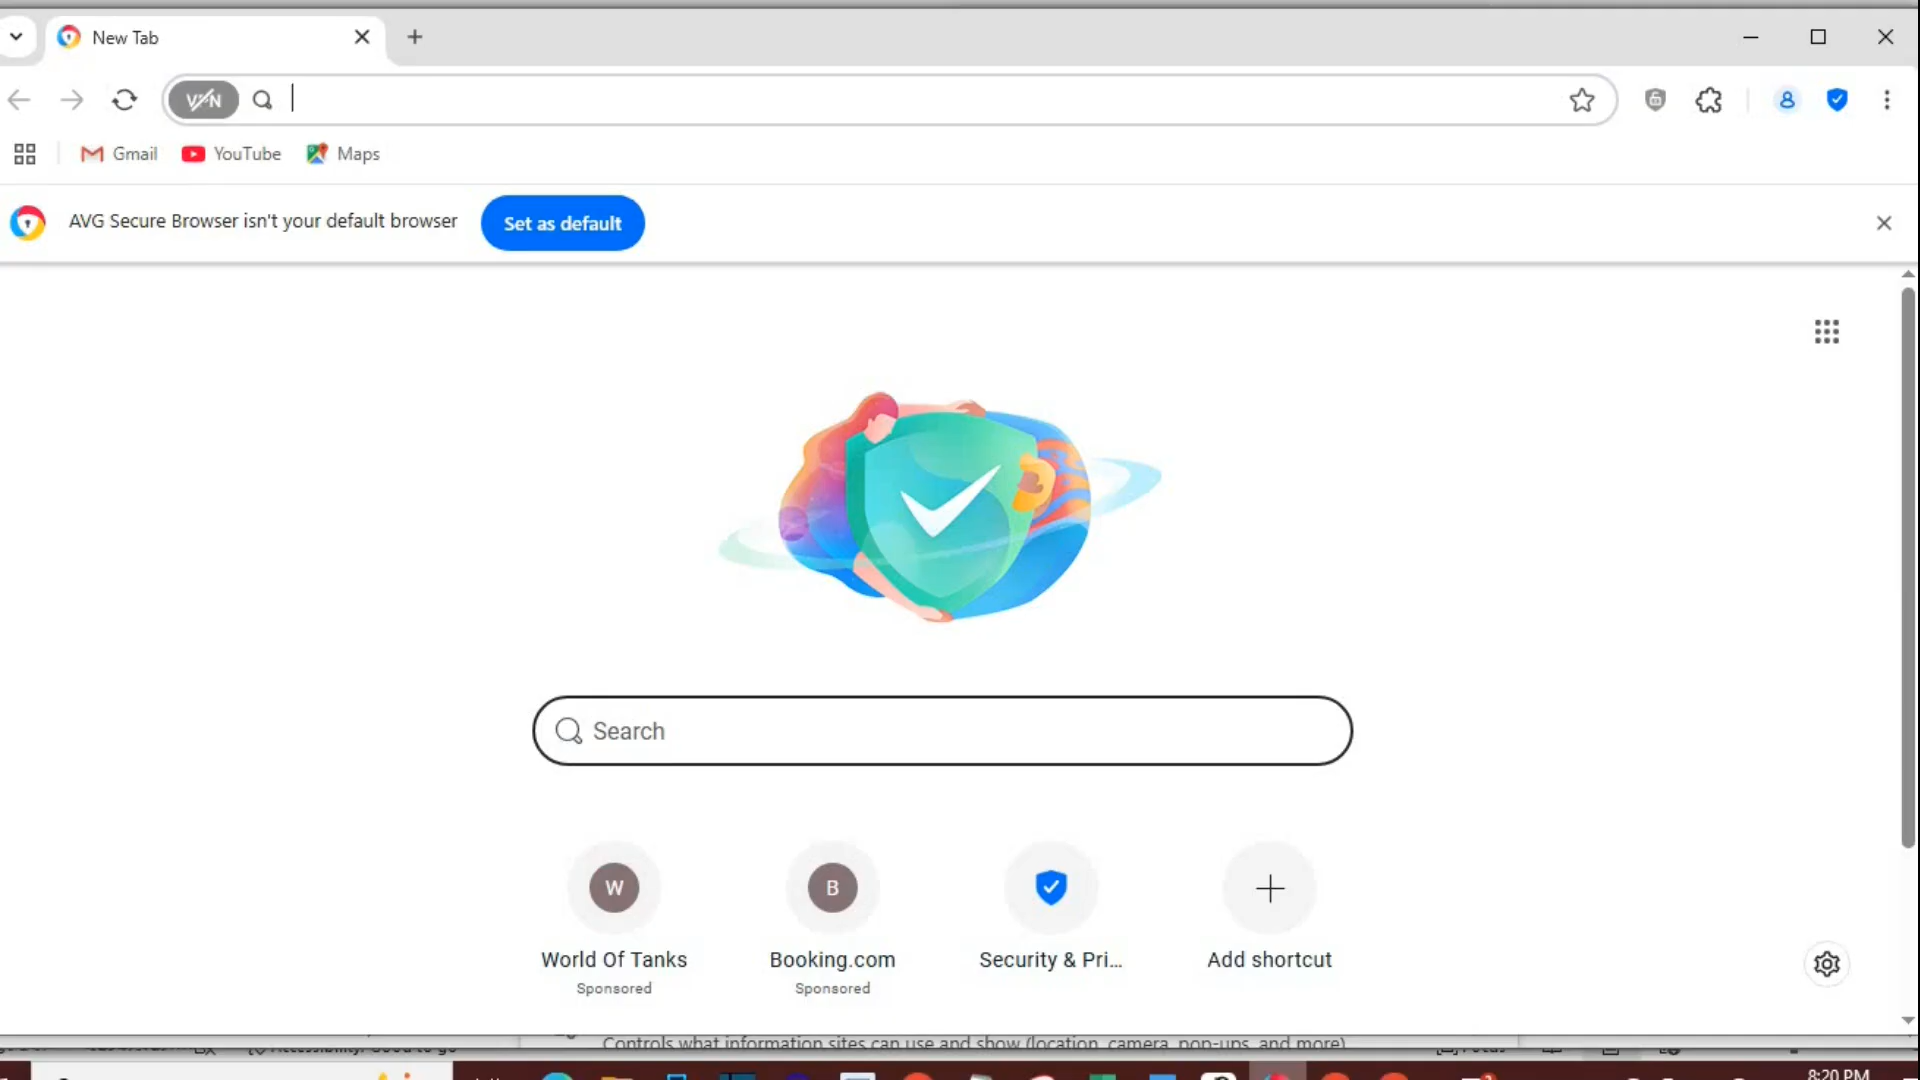 New Tab
VPN
Gmail
YouTube
Maps
AVG Secure Browser isn't your default browser
Set as default
Search
W
B
World Of Tanks
Booking.com
Security & Pri...
Add shortcut
Sponsored
Sponsored
Controls what information sites can use and show (location, camera, pop-ups, and more)
8:20 PM